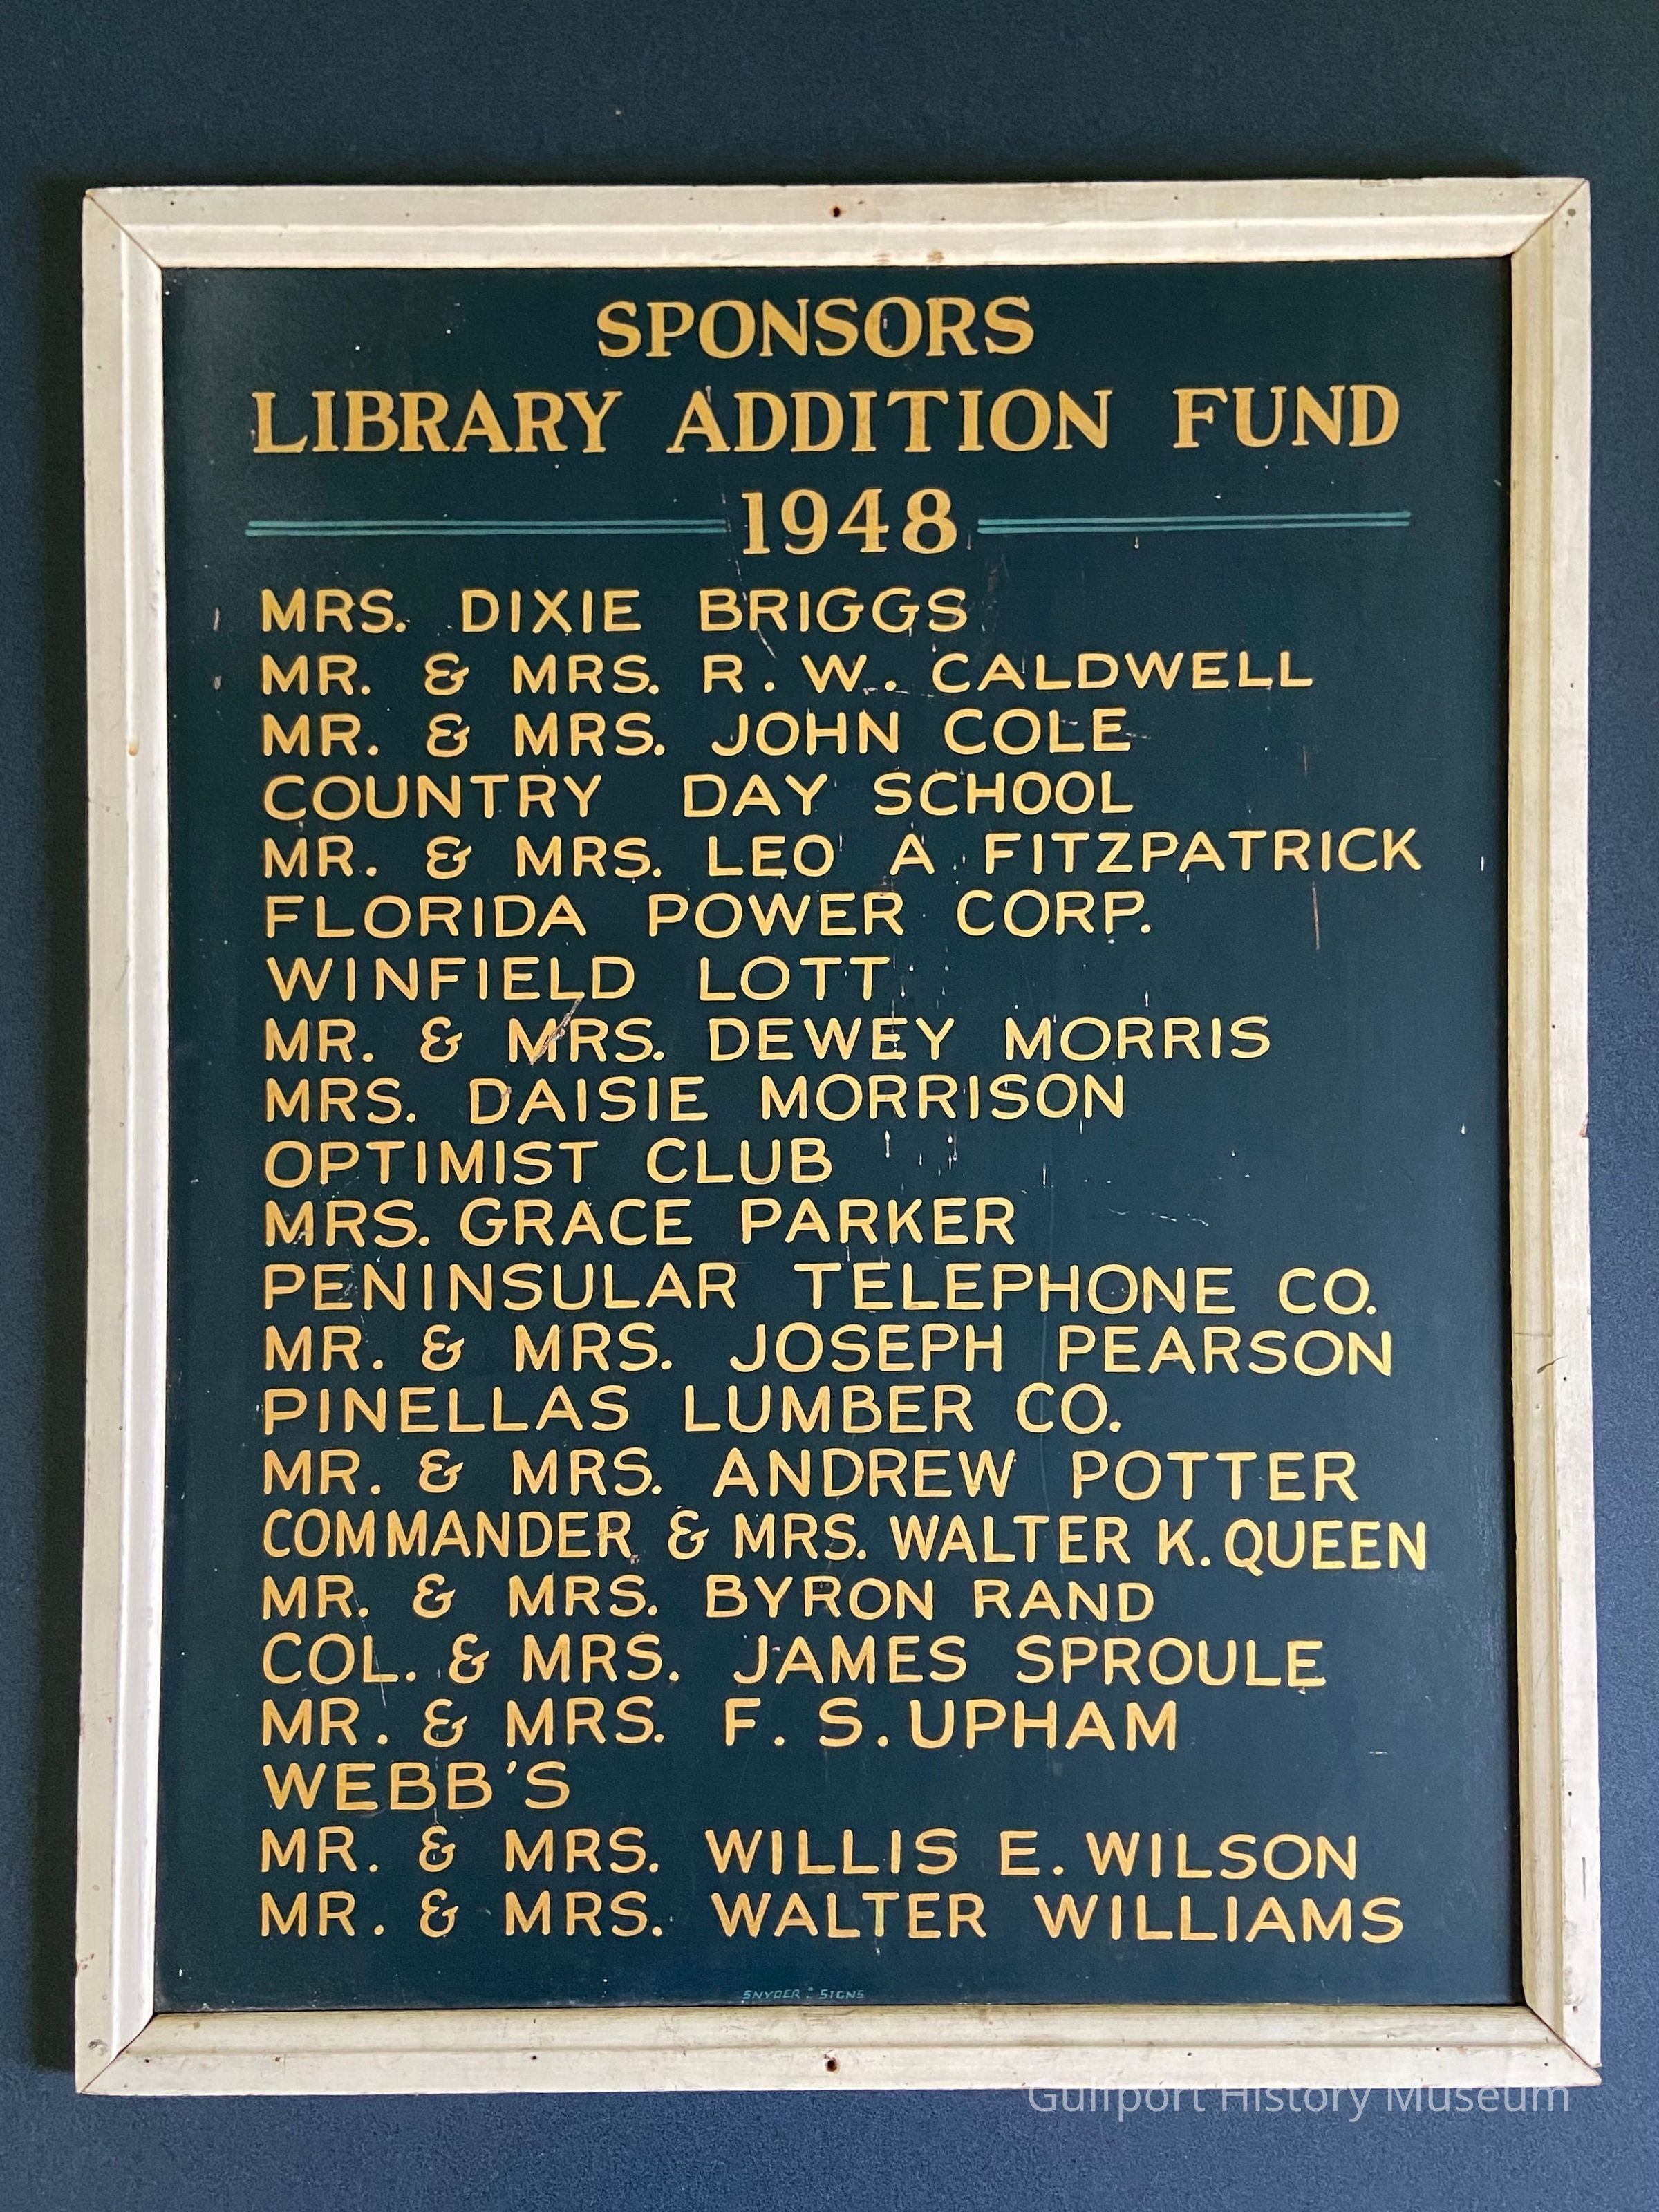 SPONSORS
LIBRARY ADDITION FUND
1948
MRS. DIXIE BRIGGS
MR. & MRS. R. W. CALDWELL
MR. & MRS. JOHN COLE
COUNTRY DAY SCHOOL
MR. & MRS. LEO A FITZPATRICK
FLORIDA POWER CORP.
WINFIELD LOTT
MR. & MRS. DEWEY MORRIS
MRS. DAISIE MORRISON
OPTIMIST CLUB
MRS. GRACE PARKER
PENINSULAR TELEPHONE CO.
MR. & MRS. JOSEPH PEARSON
PINELLAS LUMBER CO.
MR. & MRS. ANDREW POTTER
COMMANDER & MRS. WALTER K. QUEEN
MR. & MRS. BYRON RAND
COL. & MRS. JAMES SPROULE
MR. & MRS. F. S. UPHAM
WEBB'S
MR. & MRS. WILLIS E. WILSON
MR. & MRS. WALTER WILLIAMS
SNYDER SIGNS
Gulfport History Museum